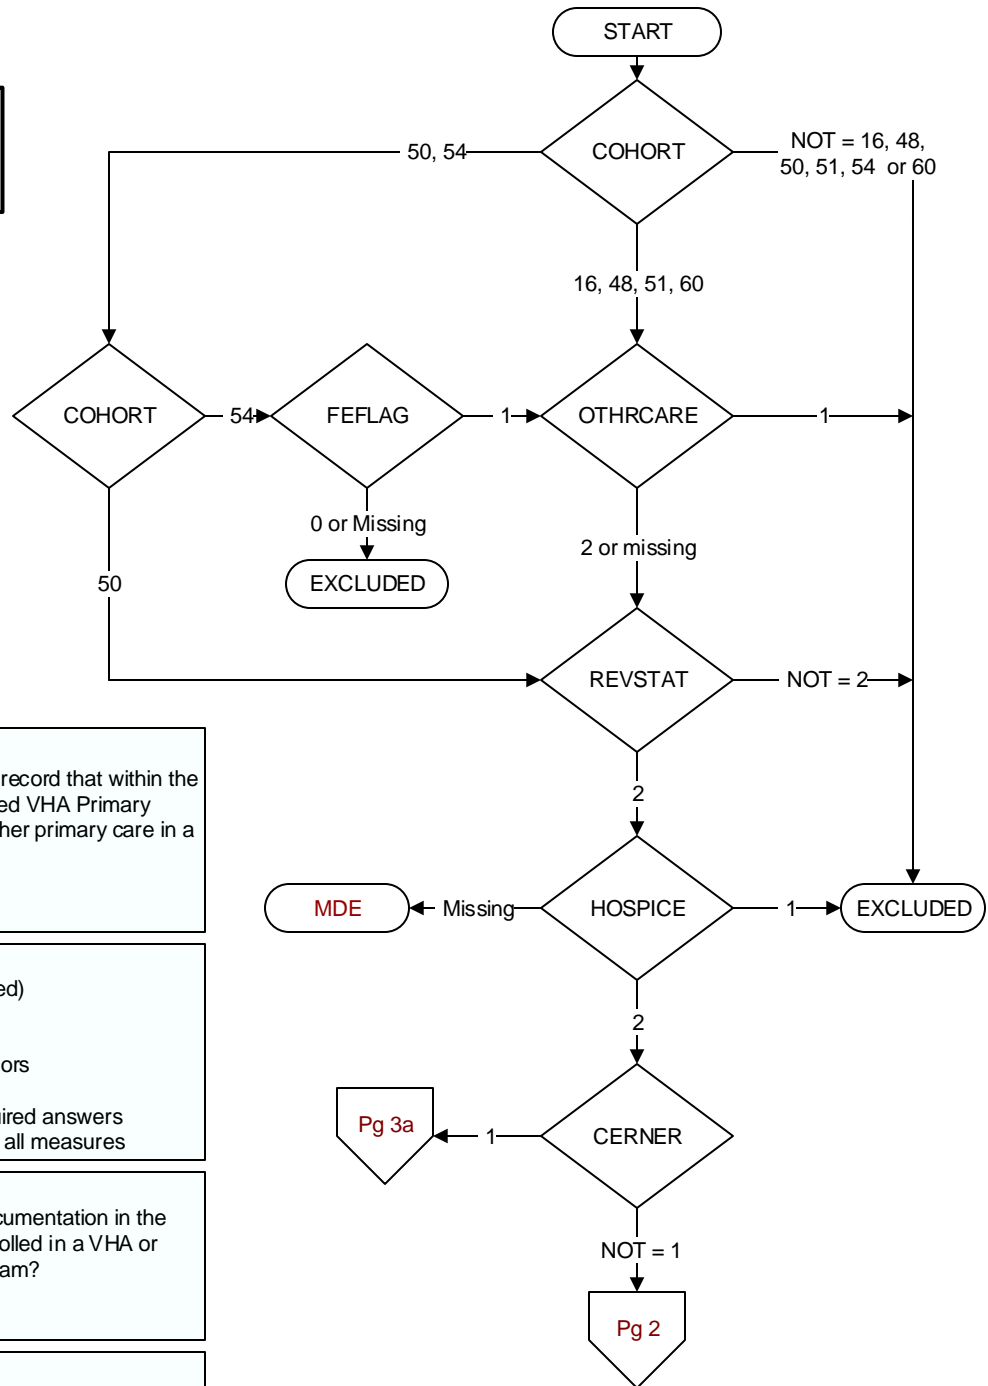 START
COHORT
50, 54
NOT = 16, 48,
50, 51, 54 or 60
16, 48, 51, 60
COHORT
54
FEFLAG
1
OTHRCARE
1
0 or Missing
2 or missing
EXCLUDED
50
REVSTAT
NOT = 2
2
record that within the
ed VHA Primary
her primary care in a
MDE
Missing
HOSPICE
1
EXCLUDED
ed)
2
ors
uired answers
all measures
Pg 3a
1
CERNER
cumentation in the
olled in a VHA or
am?
NOT = 1
Pg 2